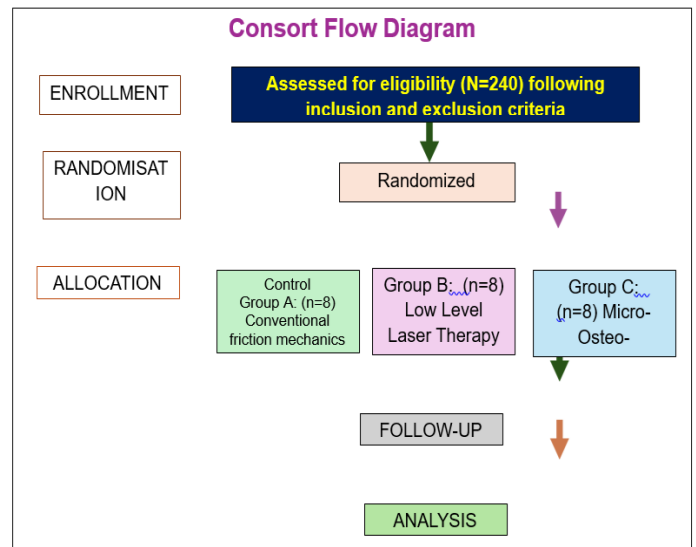 Consort Flow Diagram
ENROLLMENT
Assessed for eligibility (N=240) following
inclusion and exclusion criteria
RANDOMISAT
ION
Randomized
ALLOCATION
Control
Group A: (n=8)
Conventional
friction mechanics
Group B: (n=8)
Low Level
Laser Therapy
Group C:
(n=8) Micro-
Osteo-
FOLLOW-UP
ANALYSIS